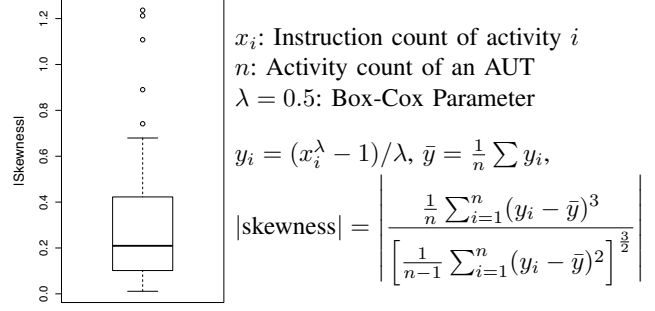 |Skewness|
1.2
1.0
0.8
0.6
0.4
0.2
0.0
x_i: Instruction count of activity i
n: Activity count of an AUT
λ = 0.5: Box-Cox Parameter
y_i = (x_i^λ − 1)/λ, ȳ = 1/n ∑ y_i,
|skewness| = | (1/n ∑_{i=1}^{n} (y_i − ȳ)^3) / [1/(n−1) ∑_{i=1}^{n} (y_i − ȳ)^2]^{3/2} |